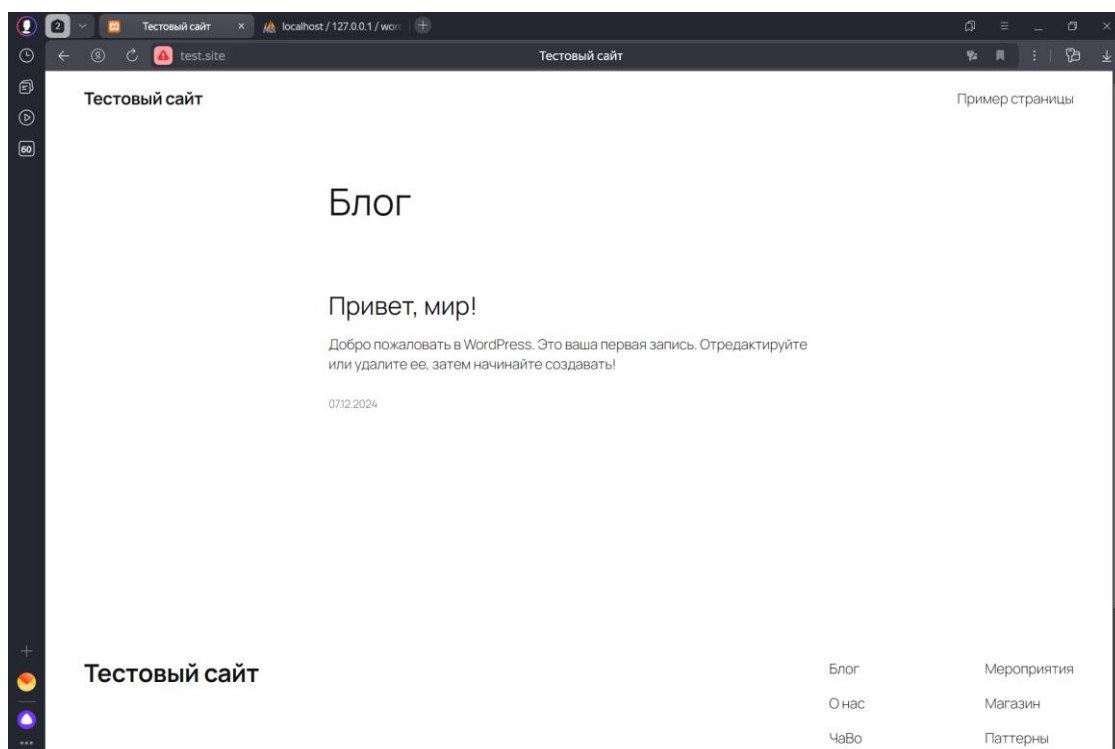 2
Тестовый сайт
localhost / 127.0.0.1 / wor
test.site
Тестовый сайт
60
Тестовый сайт
Пример страницы
Блог
Привет, мир!
Добро пожаловать в WordPress. Это ваша первая запись. Отредактируйте
или удалите ее, затем начинайте создавать!
07.12.2024
Тестовый сайт
Блог
Мероприятия
О нас
Магазин
ЧаВо
Паттерны